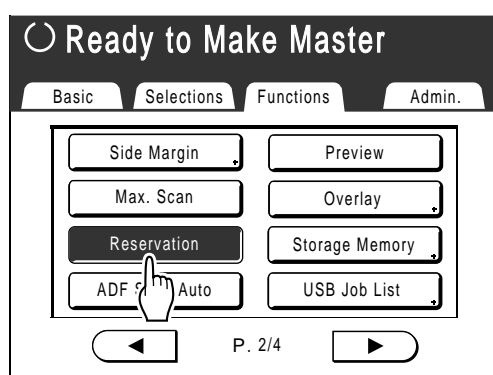 Ready to Make Master
Basic Selections Functions Admin.
Side Margin Preview
Max. Scan Overlay
Reservation Storage Memory
ADF Auto USB Job List
P. 2/4